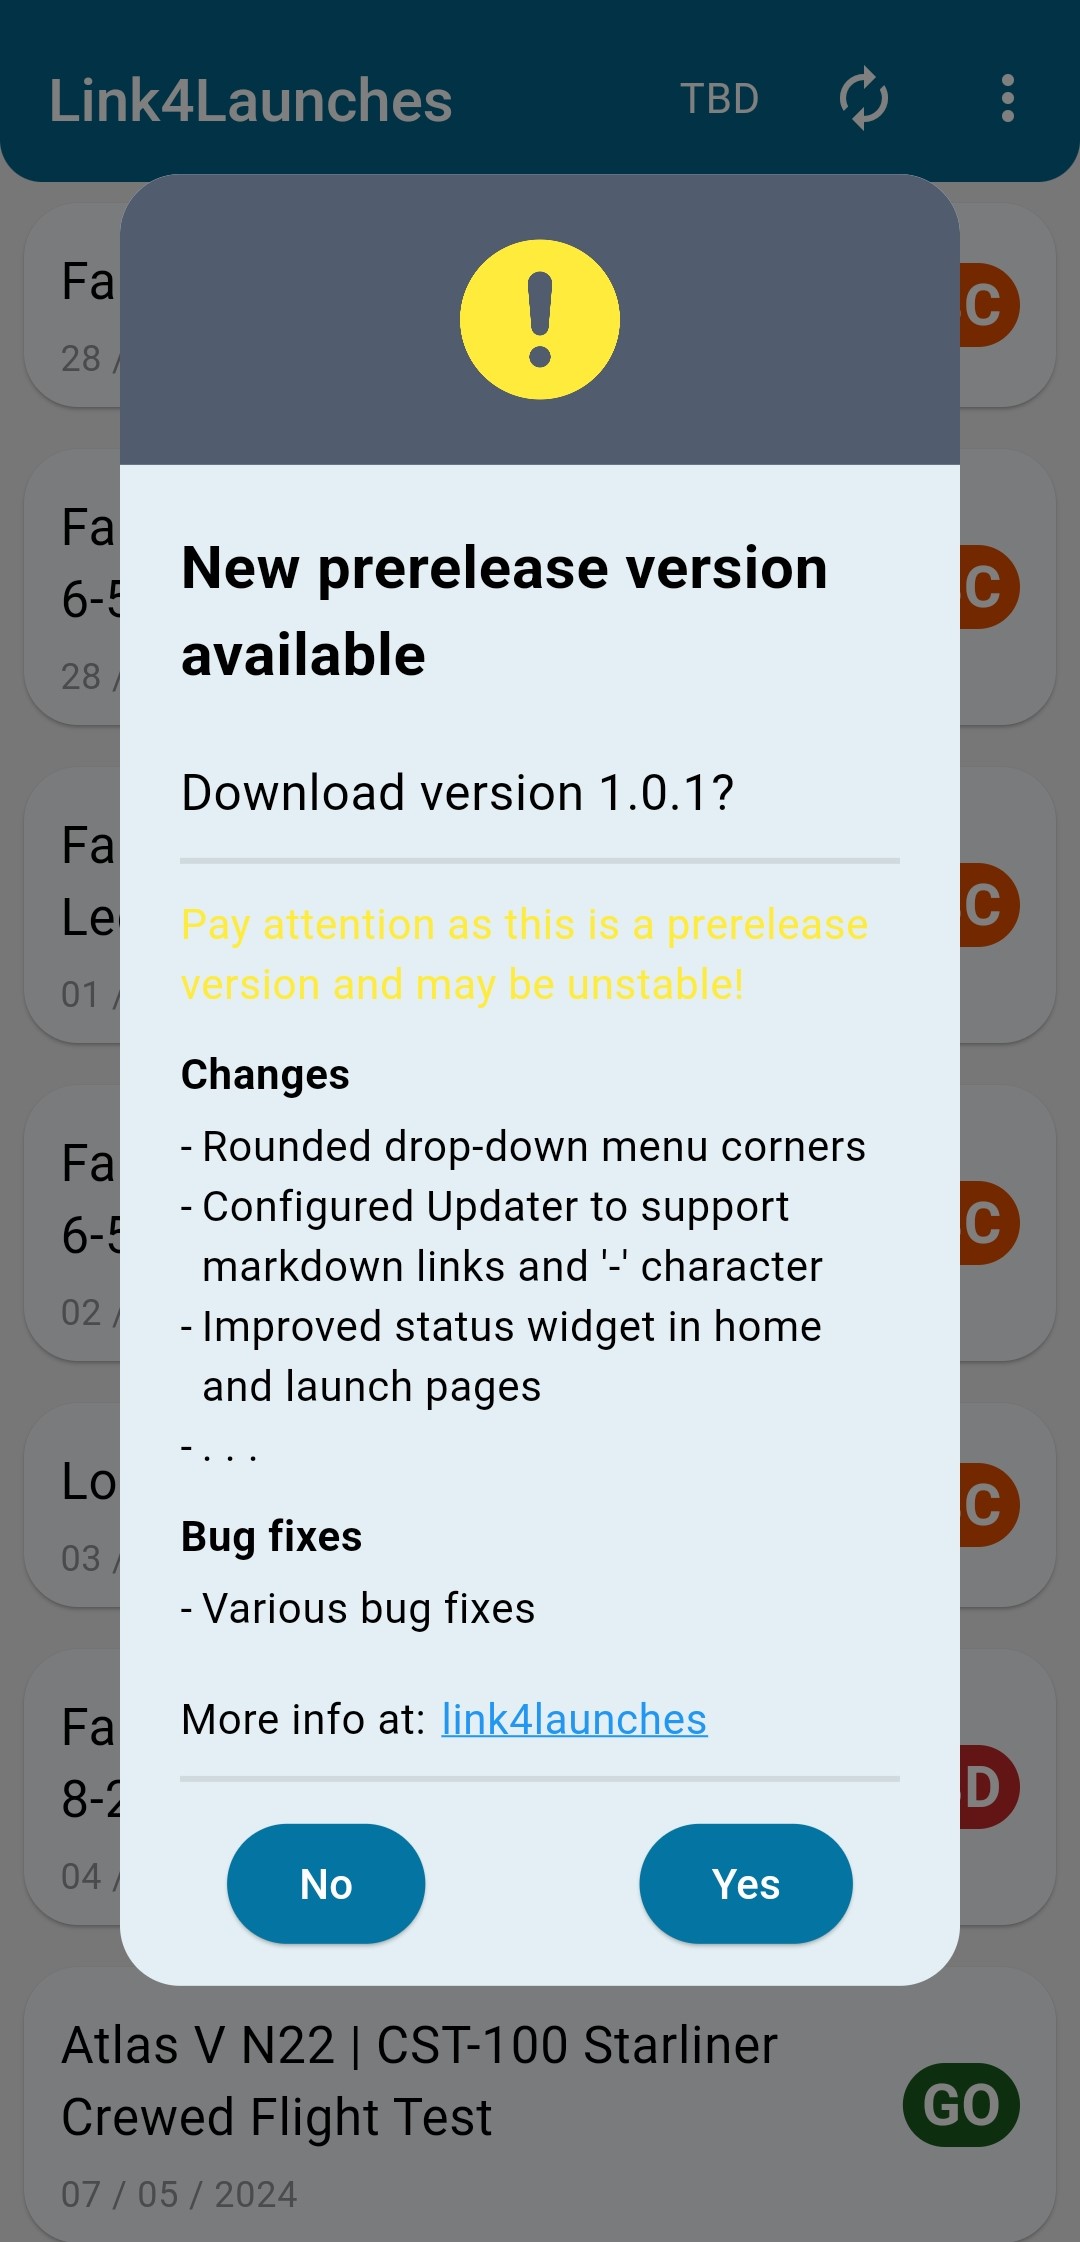 Link4Launches TBD
Fa C
28 /
New prerelease version
available
Fa
6-5 C
28 /
Download version 1.0.1?
Fa
Le C
01 /
Pay attention as this is a prerelease
version and may be unstable!
Changes
- Rounded drop-down menu corners
- Configured Updater to support
markdown links and '-' character
- Improved status widget in home
and launch pages
- . . .
Fa
6-5 C
02 /
Lo C
03 /
Bug fixes
- Various bug fixes
More info at: link4launches
Fa
8-2 D
04 /
No Yes
Atlas V N22 | CST-100 Starliner
Crewed Flight Test
GO
07 / 05 / 2024